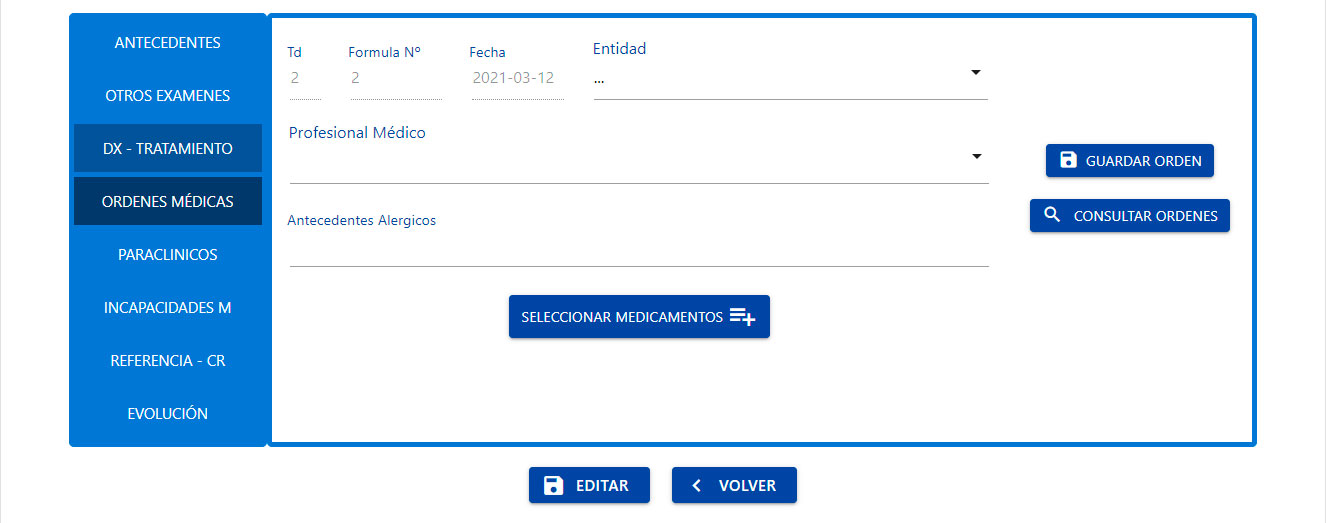 ANTECEDENTES
OTROS EXAMENES
DX - TRATAMIENTO
ORDENES MÉDICAS
PARACLINICOS
INCAPACIDADES M
REFERENCIA - CR
EVOLUCIÓN
Td Formula Nº Fecha Entidad
2 2 2021-03-12 ...
Profesional Médico
Antecedentes Alergicos
SELECCIONAR MEDICAMENTOS
GUARDAR ORDEN
CONSULTAR ORDENES
EDITAR VOLVER